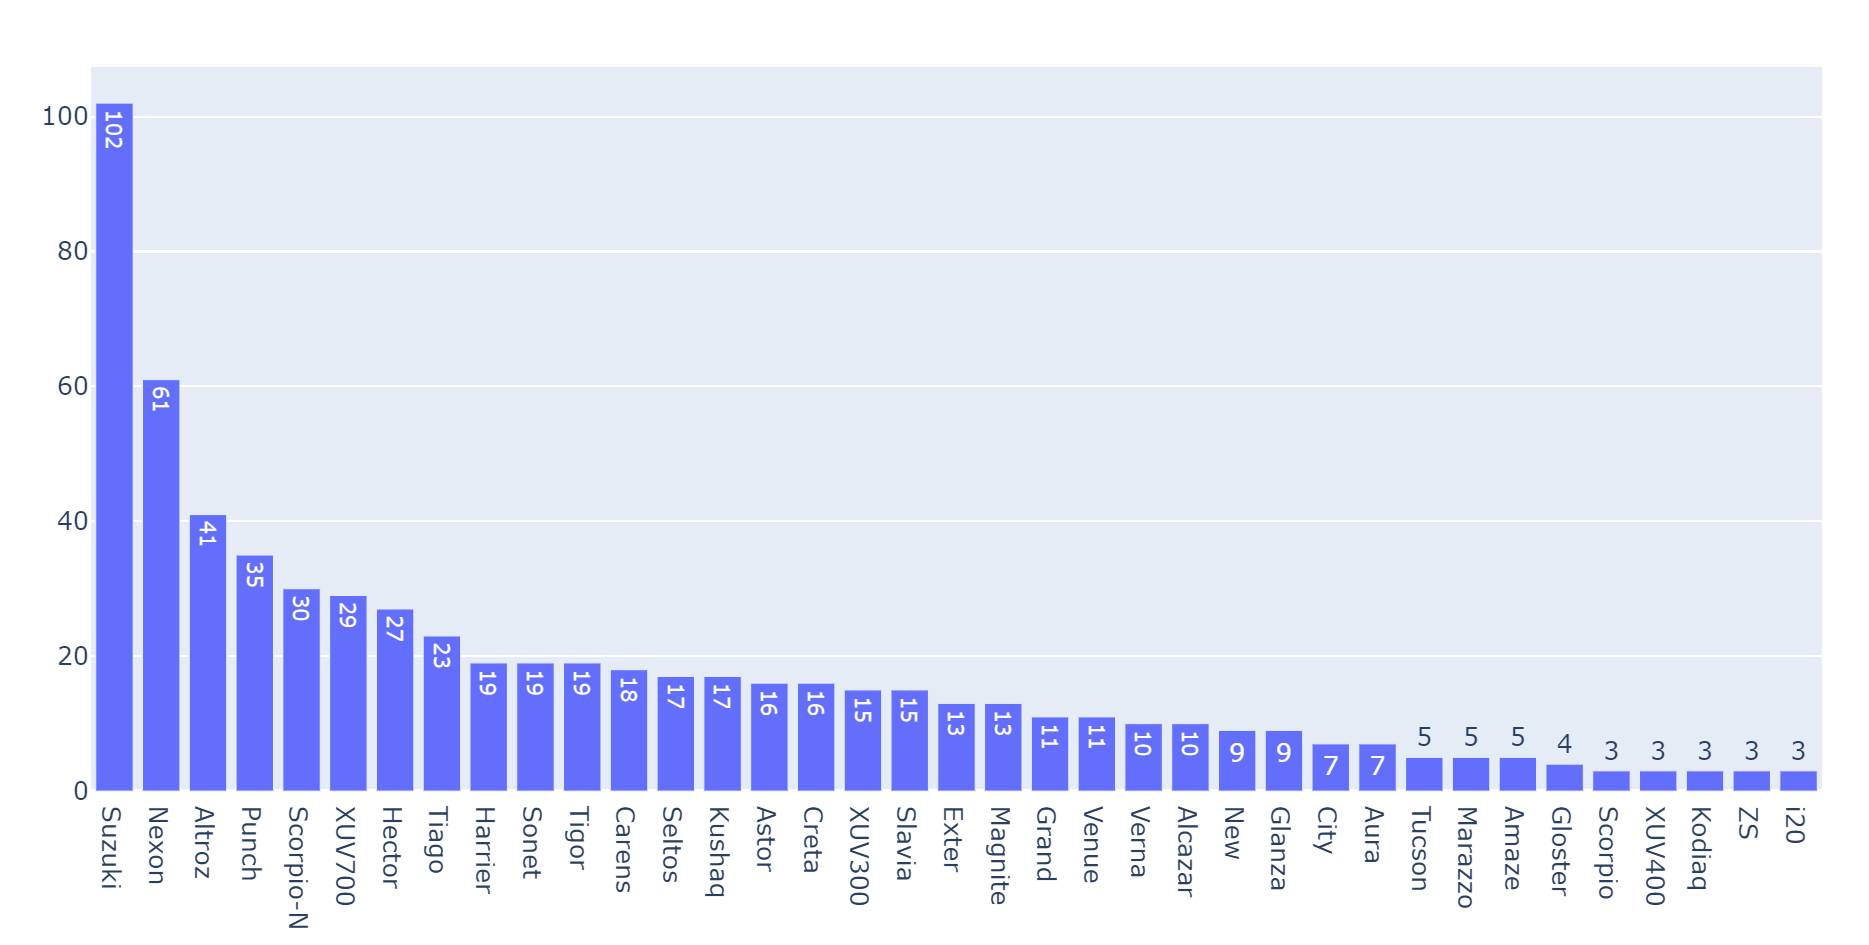 100
80
60
40
20
0
102
61
41
35
30
29
27
23
19
19
19
18
17
17
16
16
15
15
13
13
11
11
10
10
9
9
7
7
5
5
5
4
3
3
3
3
3
Suzuki
Nexon
Altroz
Punch
Scorpio-N
XUV700
Hector
Tiago
Harrier
Sonet
Tigor
Carens
Seltos
Kushaq
Astor
Creta
XUV300
Slavia
Exter
Magnite
Grand
Venue
Verna
Alcazar
New
Glanza
City
Aura
Tucson
Marazzo
Amaze
Gloster
Scorpio
XUV400
Kodiaq
ZS
i20